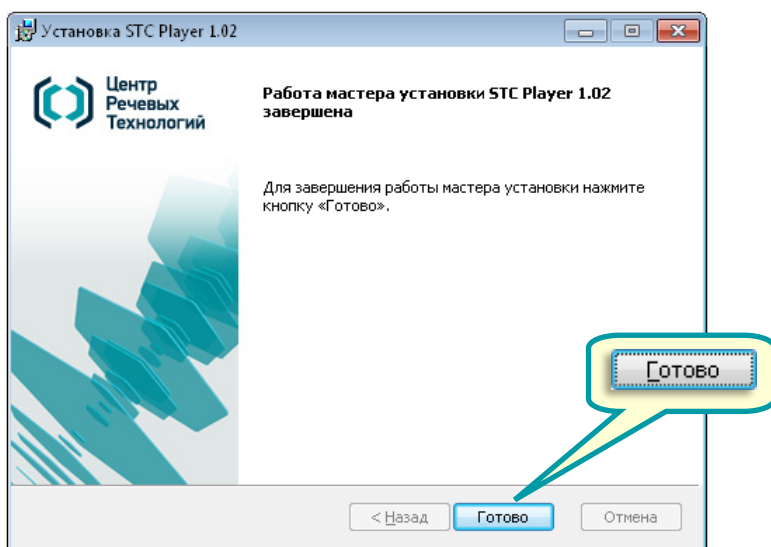 Установка STC Player 1.02
Центр
Речевых
Технологий
Работа мастера установки STC Player 1.02
завершена
Для завершения работы мастера установки нажмите
кнопку «Готово».
Готово
< Назад
Готово
Отмена